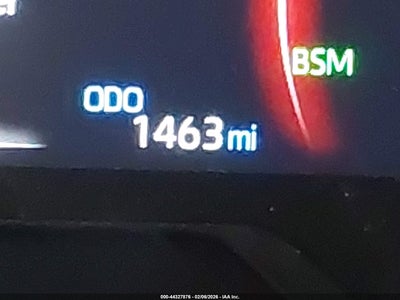 BSM
ODO
1463 mi
000-44327876 - 02/06/2026 - IAA Inc.